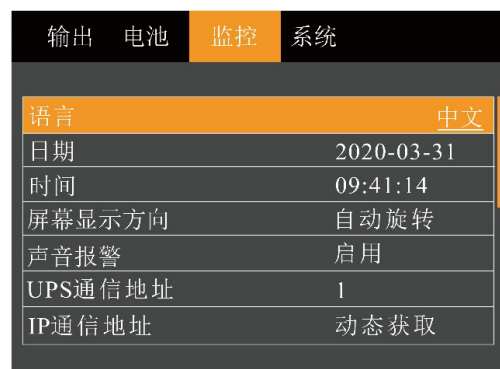 输出 电池 监控 系统
语言 中文
日期 2020-03-31
时间 09:41:14
屏幕显示方向 自动旋转
声音报警 启用
UPS通信地址 1
IP通信地址 动态获取